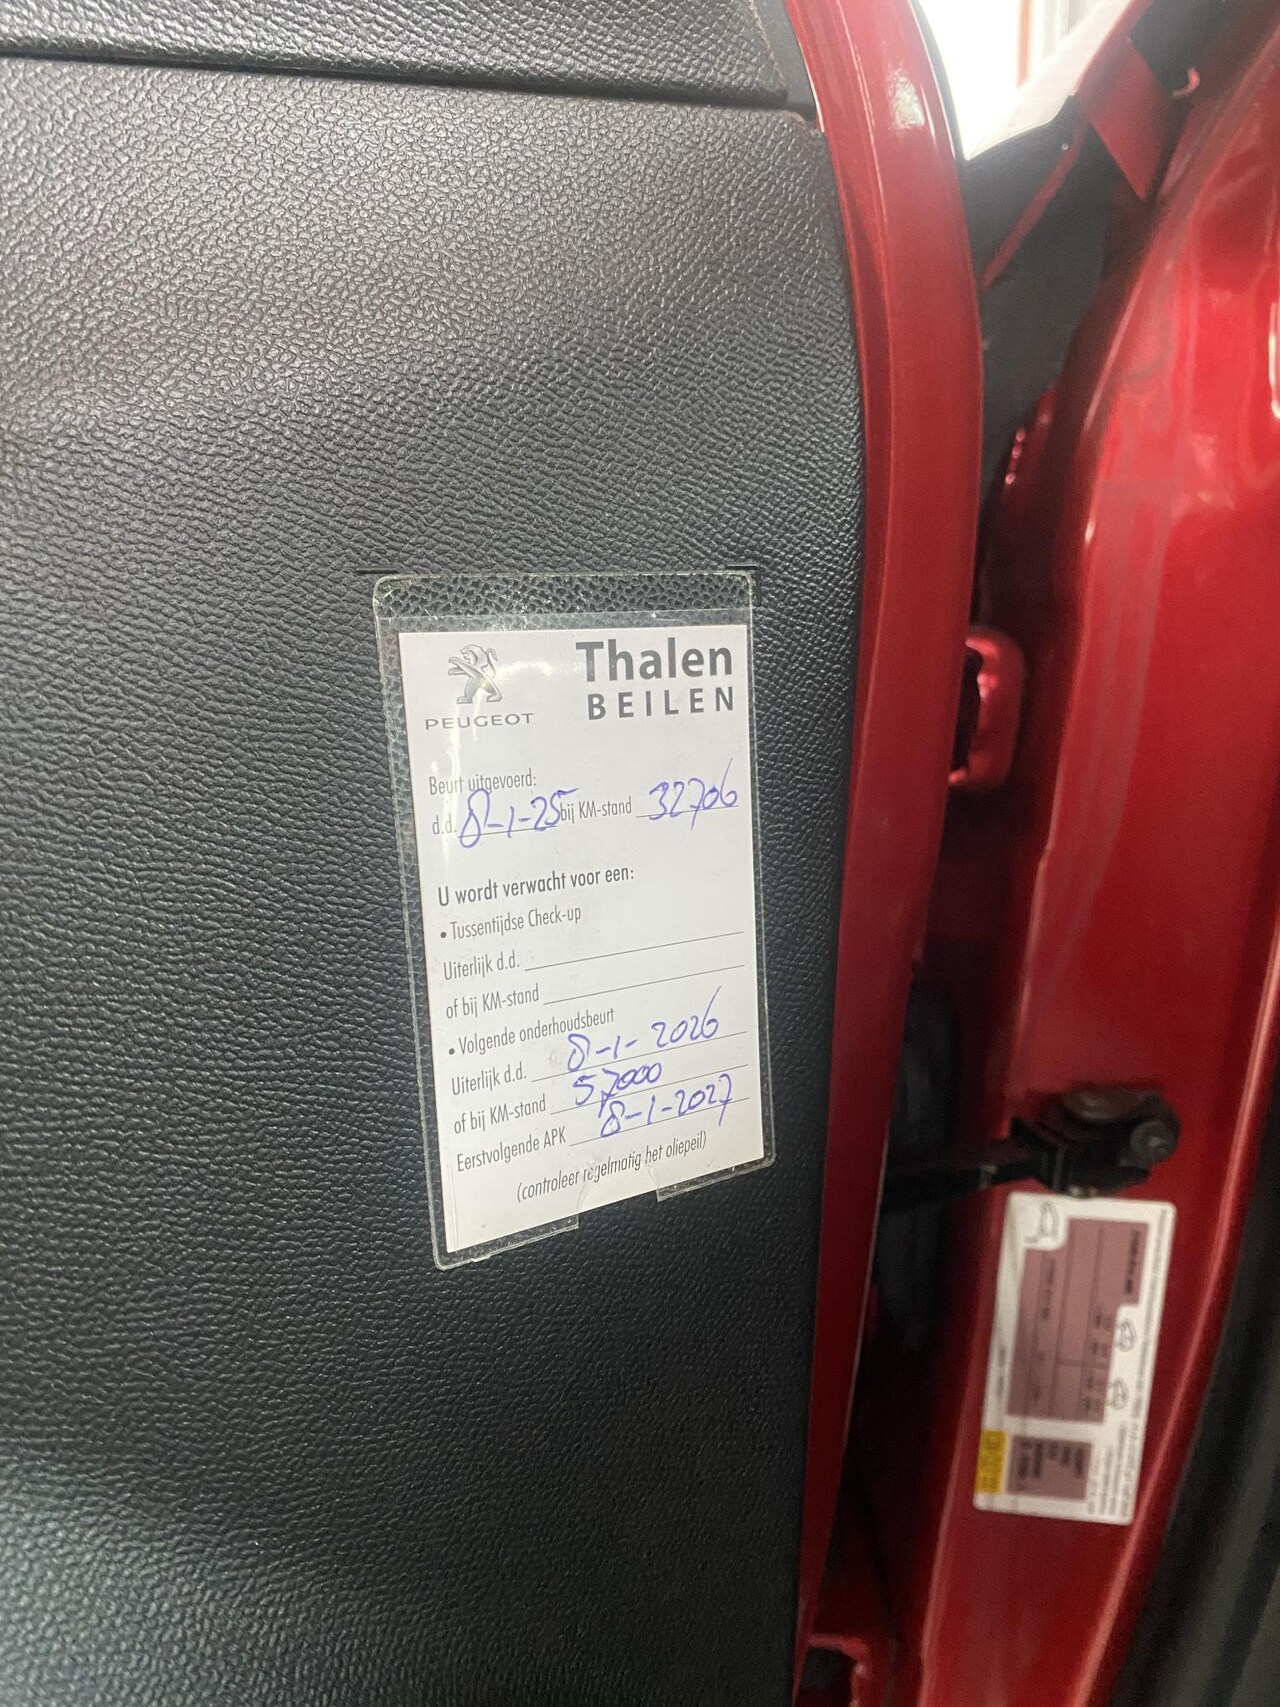 Thalen
BEILEN
PEUGEOT
Beurt uitgevoerd:
d.d. 8-1-25 bij KM-stand 32706
U wordt verwacht voor een:
• Tussentijdse Check-up
Uiterlijk d.d.
of bij KM-stand
• Volgende onderhoudsbeurt
Uiterlijk d.d. 8-1-2026
of bij KM-stand 57000
Eerstvolgende APK 8-1-2027
(controleer regelmatig het oliepeil)